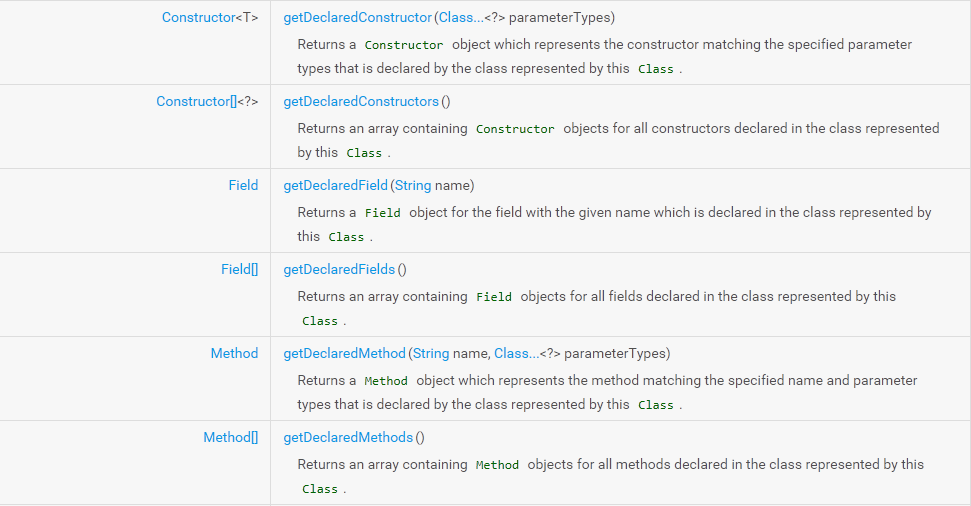 Constructor<T> getDeclaredConstructor(Class...<?> parameterTypes)
Returns a Constructor object which represents the constructor matching the specified parameter
types that is declared by the class represented by this Class .
Constructor[]<?> getDeclaredConstructors()
Returns an array containing Constructor objects for all constructors declared in the class represented
by this Class .
Field getDeclaredField(String name)
Returns a Field object for the field with the given name which is declared in the class represented by
this Class .
Field[] getDeclaredFields()
Returns an array containing Field objects for all fields declared in the class represented by this
Class .
Method getDeclaredMethod(String name, Class...<?> parameterTypes)
Returns a Method object which represents the method matching the specified name and parameter
types that is declared by the class represented by this Class .
Method[] getDeclaredMethods()
Returns an array containing Method objects for all methods declared in the class represented by this
Class .